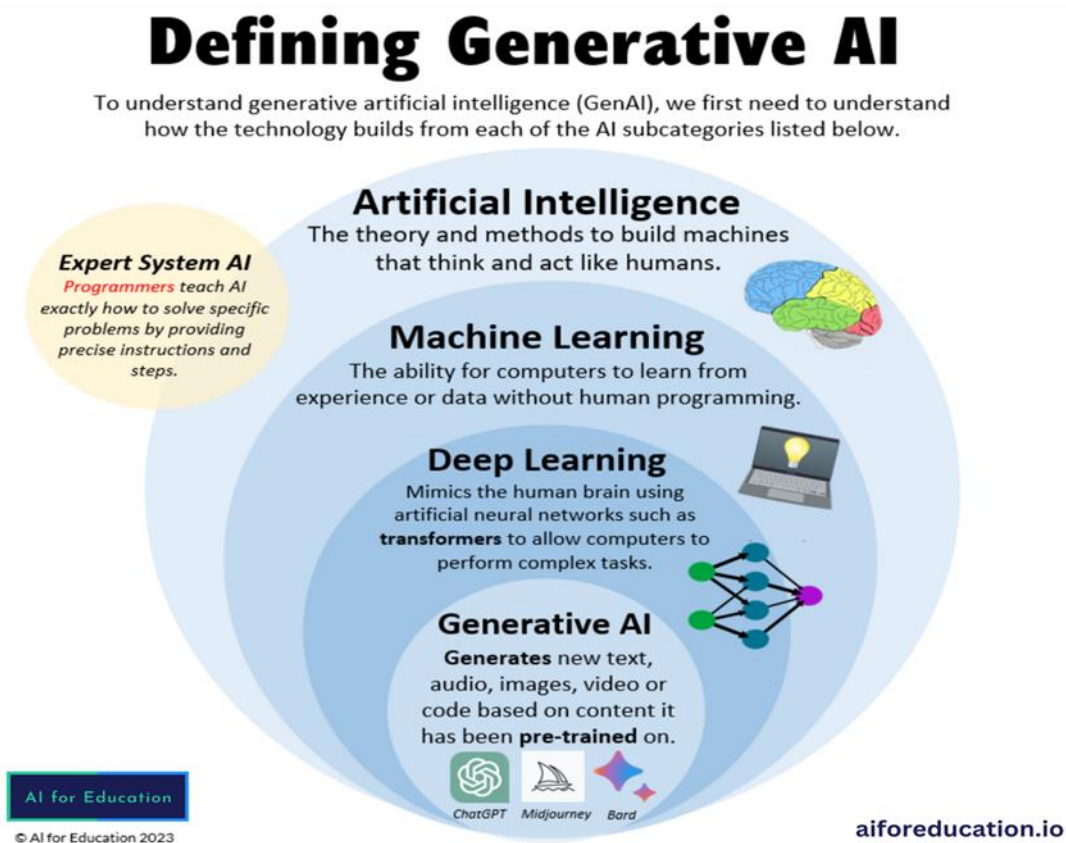 Defining Generative AI
To understand generative artificial intelligence (GenAI), we first need to understand
how the technology builds from each of the AI subcategories listed below.
Artificial Intelligence
The theory and methods to build machines
that think and act like humans.
Expert System AI
Programmers teach AI
exactly how to solve specific
problems by providing
precise instructions and
steps.
Machine Learning
The ability for computers to learn from
experience or data without human programming.
Deep Learning
Mimics the human brain using
artificial neural networks such as
transformers to allow computers to
perform complex tasks.
Generative AI
Generates new text,
audio, images, video or
code based on content it
has been pre-trained on.
ChatGPT Midjourney Bard
AI for Education
© AI for Education 2023
aiforeducation.io